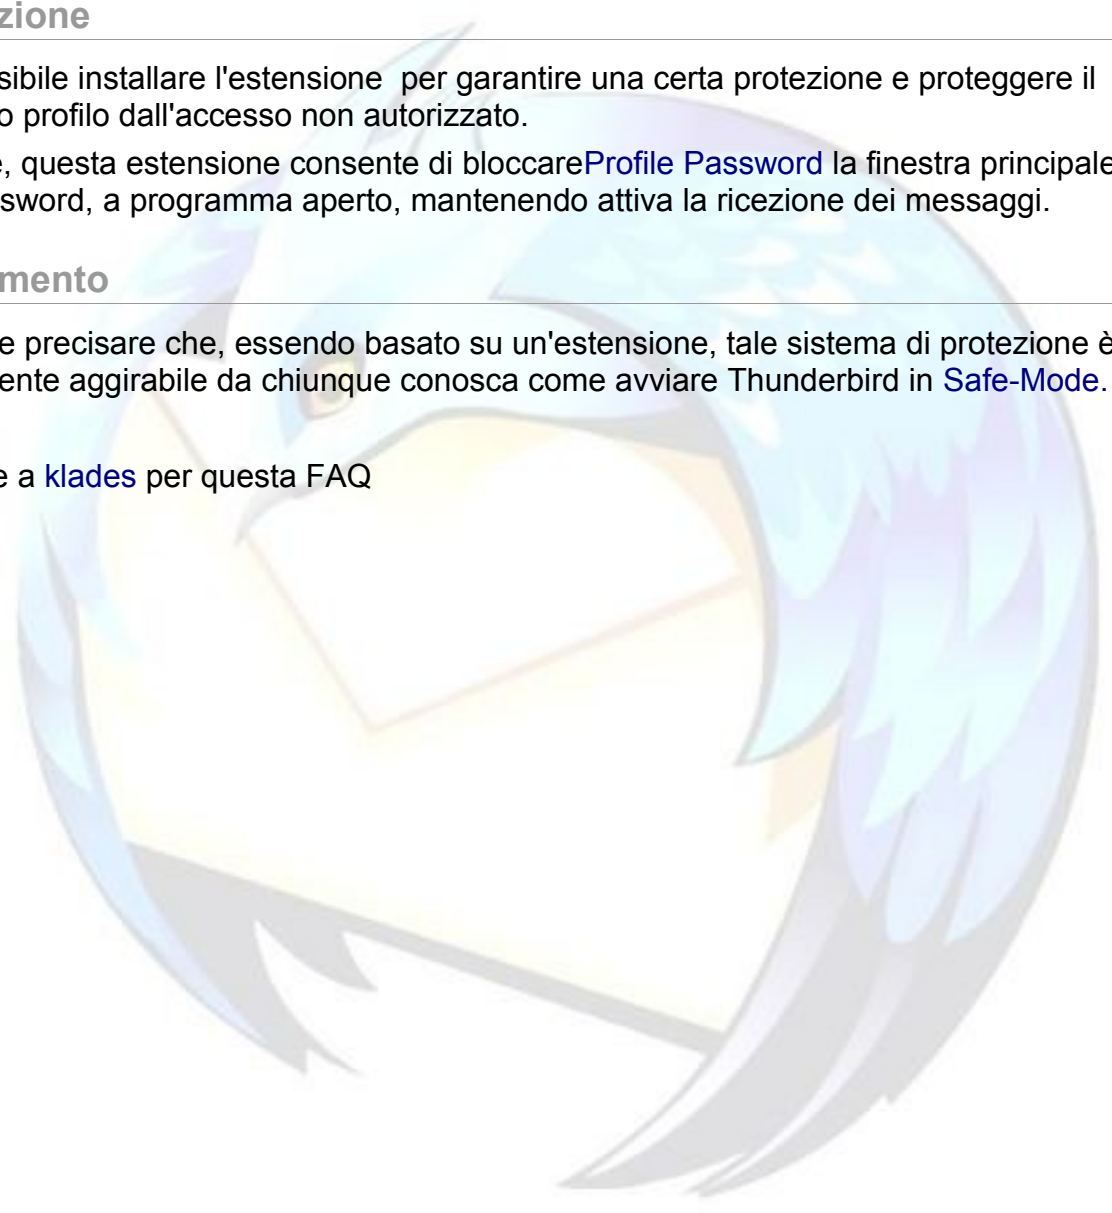 zione
sibile installare l'estensione  per garantire una certa protezione e proteggere il
o profilo dall'accesso non autorizzato.
e, questa estensione consente di bloccareProfile Password la finestra principale
sword, a programma aperto, mantenendo attiva la ricezione dei messaggi.
mento
e precisare che, essendo basato su un'estensione, tale sistema di protezione è
ente aggirabile da chiunque conosca come avviare Thunderbird in Safe-Mode.
e a klades per questa FAQ